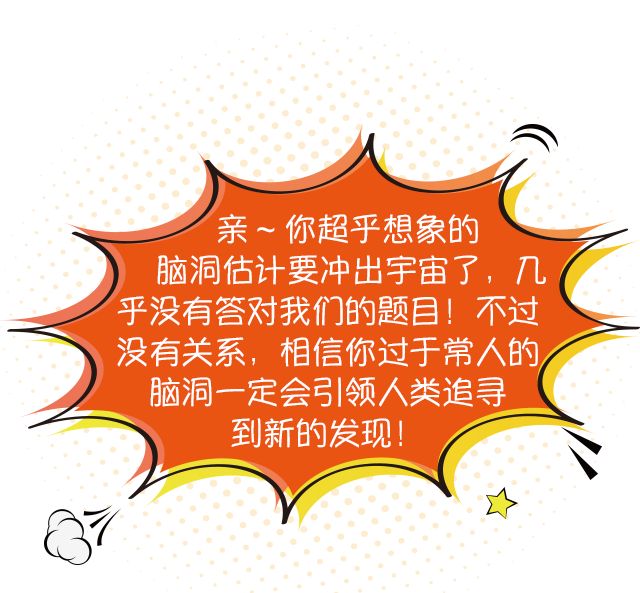 亲～你超乎想象的
脑洞估计要冲出宇宙了，几
乎没有答对我们的题目！不过
没有关系，相信你过于常人的
脑洞一定会引领人类追寻
到新的发现！